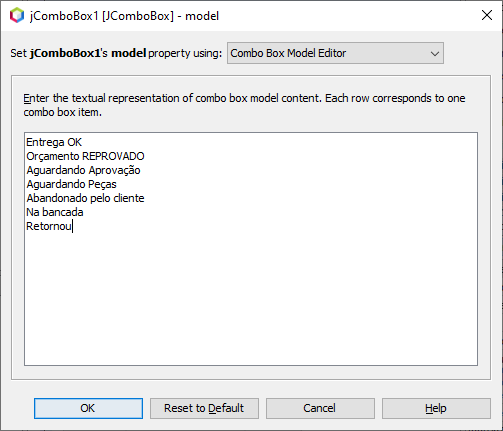 jComboBox1 [JComboBox] - model
Set jComboBox1's model property using: Combo Box Model Editor
Enter the textual representation of combo box model content. Each row corresponds to one
combo box item.
Entrega OK
Orçamento REPROVADO
Aguardando Aprovação
Aguardando Peças
Abandonado pelo cliente
Na bancada
Retornou
OK Reset to Default Cancel Help